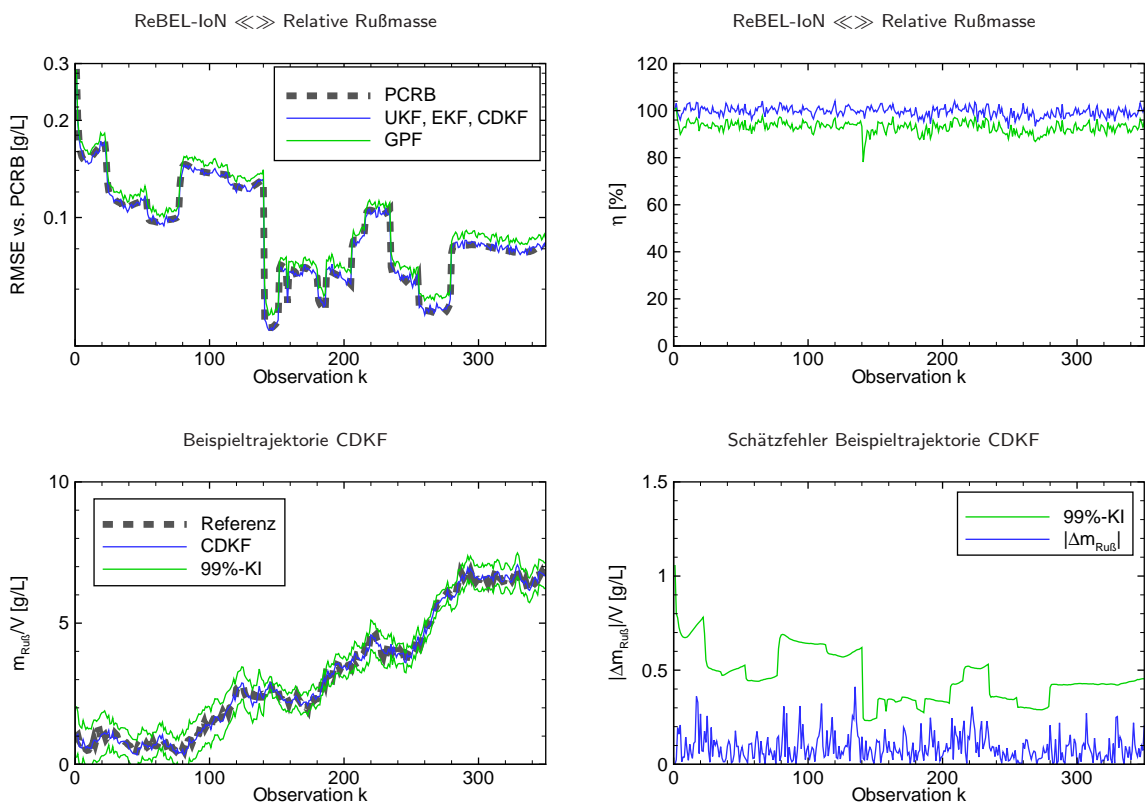 ReBEL-IoN ≪≫ Relative Rußmasse
RMSE vs. PCRB [g/L]
0.3
0.2
0.1
PCRB
UKF, EKF, CDKF
GPF
0 100 200 300
Observation k
ReBEL-IoN ≪≫ Relative Rußmasse
η [%]
120
100
80
60
40
20
0
0 100 200 300
Observation k
Beispieltrajektorie CDKF
m_Ruß/V [g/L]
10
5
0
Referenz
CDKF
99%-KI
0 100 200 300
Observation k
Schätzfehler Beispieltrajektorie CDKF
|Δm_Ruß|/V [g/L]
1.5
1
0.5
0
99%-KI
|Δm_Ruß|
0 100 200 300
Observation k